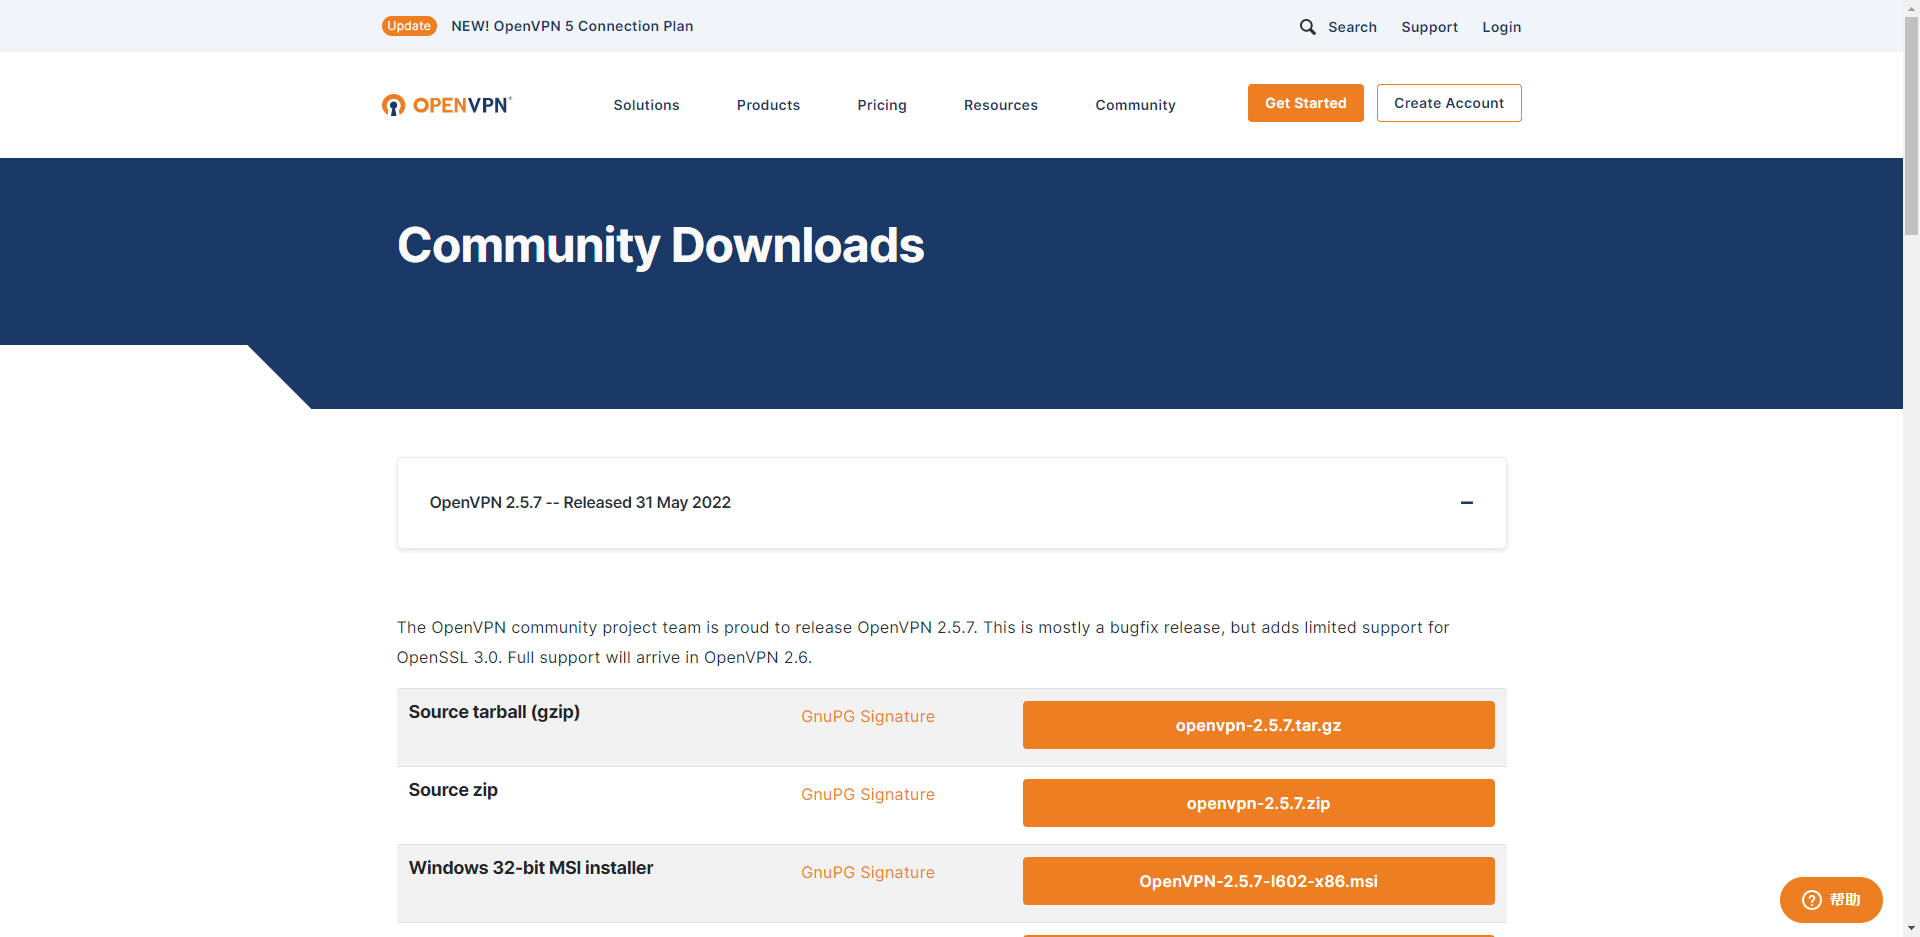 Update NEW! OpenVPN 5 Connection Plan Search Support Login
OPENVPN Solutions Products Pricing Resources Community Get Started Create Account
Community Downloads
OpenVPN 2.5.7 -- Released 31 May 2022
The OpenVPN community project team is proud to release OpenVPN 2.5.7. This is mostly a bugfix release, but adds limited support for
OpenSSL 3.0. Full support will arrive in OpenVPN 2.6.
Source tarball (gzip) GnuPG Signature openvpn-2.5.7.tar.gz
Source zip GnuPG Signature openvpn-2.5.7.zip
Windows 32-bit MSI installer GnuPG Signature OpenVPN-2.5.7-I602-x86.msi
帮助